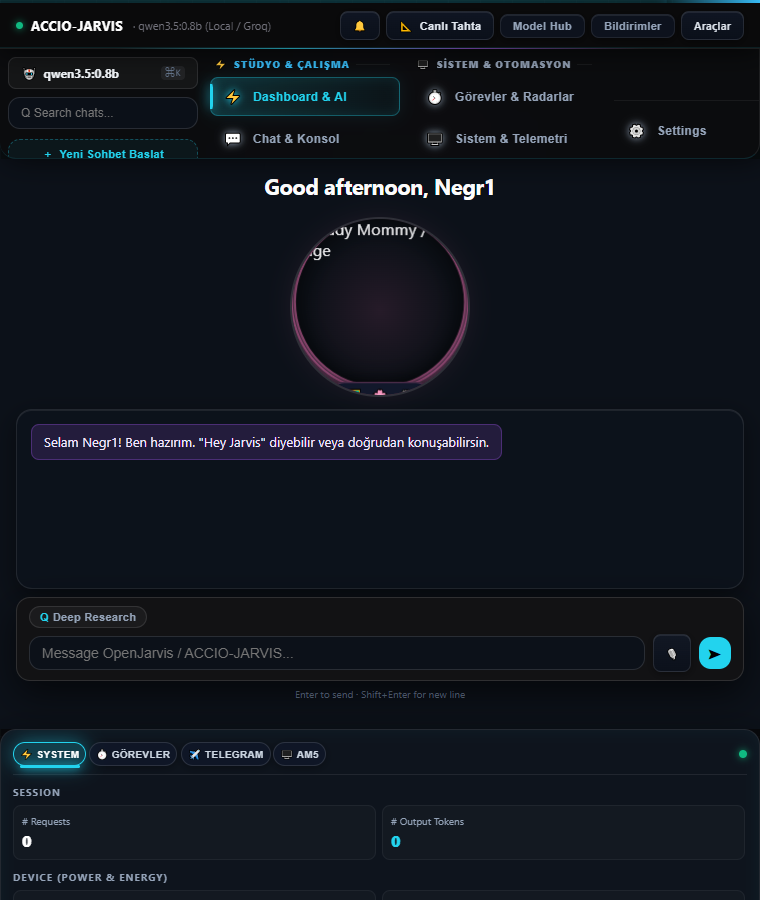 ACCIO-JARVIS · qwen3.5:0.8b (Local / Groq)
Canlı Tahta
Model Hub
Bildirimler
Araçlar
qwen3.5:0.8b ⌘K
Search chats...
+ Yeni Sohbet Başlat
STÜDYO & ÇALIŞMA
Dashboard & AI
Chat & Konsol
SİSTEM & OTOMASYON
Görevler & Radarlar
Sistem & Telemetri
Settings
Good afternoon, Negr1
Mommy /
Selam Negr1! Ben hazırım. "Hey Jarvis" diyebilir veya doğrudan konuşabilirsin.
Deep Research
Message OpenJarvis / ACCIO-JARVIS...
Enter to send · Shift+Enter for new line
SYSTEM
GÖREVLER
TELEGRAM
AM5
SESSION
# Requests
0
# Output Tokens
0
DEVICE (POWER & ENERGY)